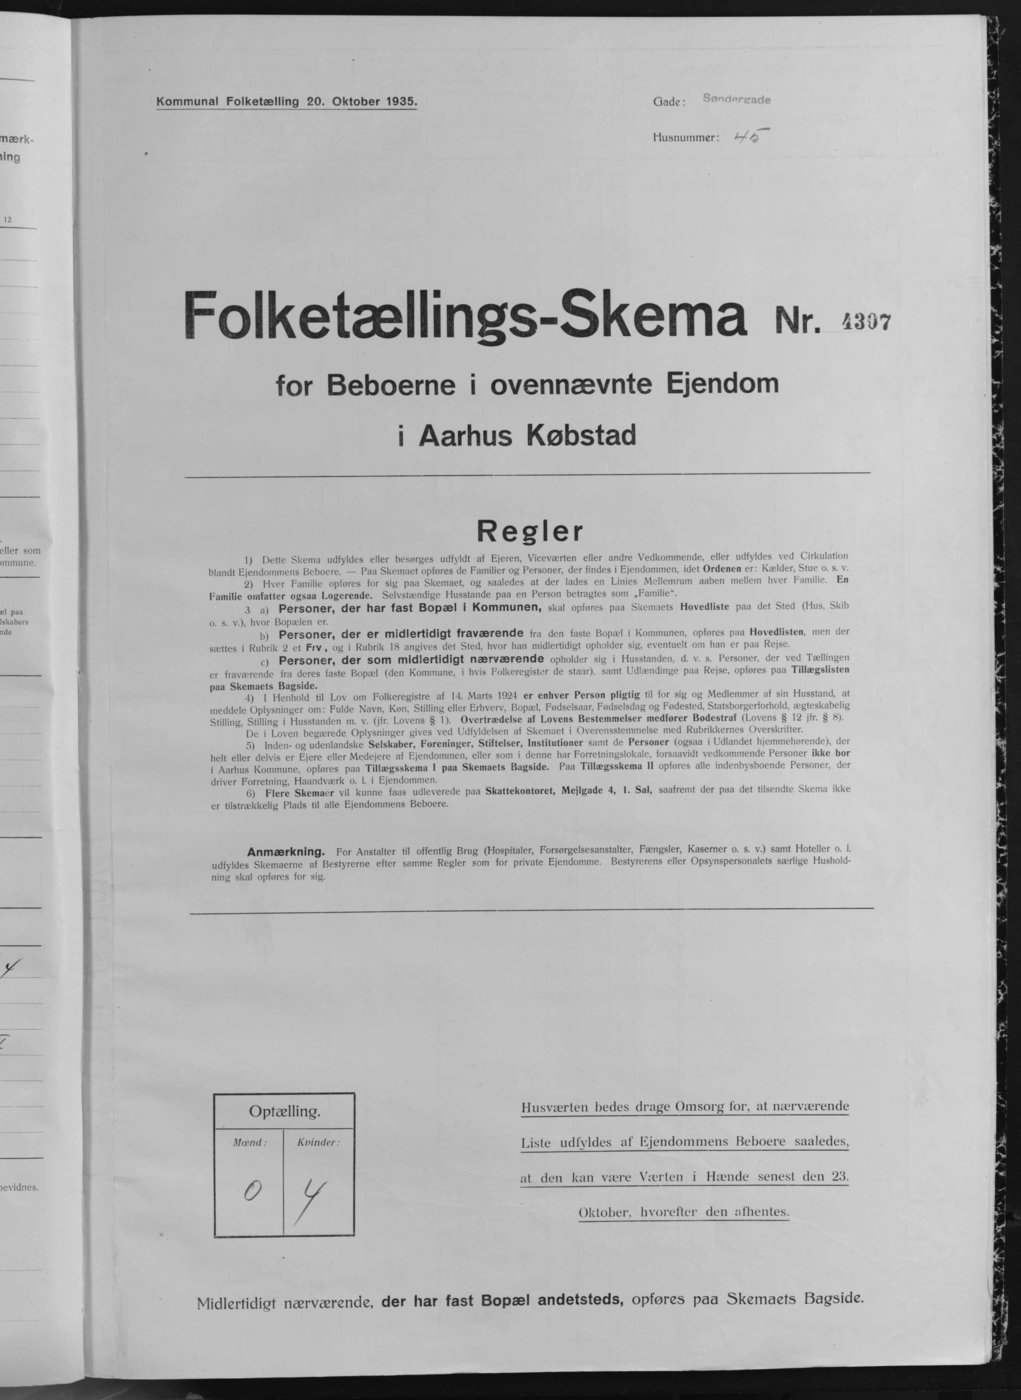 mærk-
ning
12
eller som
ommune.
el paa
lskabers
nde
4
bevidnes.
Kommunal Folketælling 20. Oktober 1935.
Gade: Søndergade
Husnummer: 45
Folketællings-Skema Nr. 4307
for Beboerne i ovennævnte Ejendom
i Aarhus Købstad
Regler
1) Dette Skema udfyldes eller besørges udfyldt af Ejeren, Viceværten eller andre Vedkommende, eller udfyldes ved Cirkulation
blandt Ejendommens Beboere. — Paa Skemaet opføres de Familier og Personer, der findes i Ejendommen, idet Ordenen er: Kælder, Stue o. s. v.
2) Hver Familie opføres for sig paa Skemaet, og saaledes at der lades en Linies Mellemrum aaben mellem hver Familie. En
Familie omfatter ogsaa Logerende. Selvstændige Husstande paa en Person betragtes som „Familie“.
3 a) Personer, der har fast Bopæl i Kommunen, skal opføres paa Skemaets Hovedliste paa det Sted (Hus, Skib
o. s. v.), hvor Bopælen er.
b) Personer, der er midlertidigt fraværende fra den faste Bopæl i Kommunen, opføres paa Hovedlisten, men der
sættes i Rubrik 2 et Frv, og i Rubrik 18 angives det Sted, hvor han midlertidigt opholder sig, eventuelt om han er paa Rejse.
c) Personer, der som midlertidigt nærværende opholder sig i Husstanden, d. v. s. Personer, der ved Tællingen
er fraværende fra deres faste Bopæl (den Kommune, i hvis Folkeregister de staar), samt Udlændinge paa Rejse, opføres paa Tillægslisten
paa Skemaets Bagside.
4) I Henhold til Lov om Folkeregistre af 14. Marts 1924 er enhver Person pligtig til for sig og Medlemmer af sin Husstand, at
meddele Oplysninger om: Fulde Navn, Køn, Stilling eller Erhverv, Bopæl, Fødselsaar, Fødselsdag og Fødested, Statsborgerforhold, ægteskabelig
Stilling, Stilling i Husstanden m. v. (jfr. Lovens § 1). Overtrædelse af Lovens Bestemmelser medfører Bødestraf (Lovens § 12 jfr. § 8).
De i Loven begærede Oplysninger gives ved Udfyldelsen af Skemaet i Overensstemmelse med Rubrikkernes Overskrifter.
5) Inden- og udenlandske Selskaber, Foreninger, Stiftelser, Institutioner samt de Personer (ogsaa i Udlandet hjemmehørende), der
helt eller delvis er Ejere eller Medejere af Ejendommen, eller som i denne har Forretningslokale, forsaavidt vedkommende Personer ikke bor
i Aarhus Kommune, opføres paa Tillægsskema I paa Skemaets Bagside. Paa Tillægsskema II opføres alle indenbysboende Personer, der
driver Forretning, Haandværk o. l. i Ejendommen.
6) Flere Skemaer vil kunne faas udleverede paa Skattekontoret, Mejlgade 4, 1. Sal, saafremt der paa det tilsendte Skema ikke
er tilstrækkelig Plads til alle Ejendommens Beboere.
Anmærkning. For Anstalter til offentlig Brug (Hospitaler, Forsørgelsesanstalter, Fængsler, Kaserner o. s. v.) samt Hoteller o. l.
udfyldes Skemaerne af Bestyrerne efter samme Regler som for private Ejendomme. Bestyrerens eller Opsynspersonalets særlige Hushold-
ning skal opføres for sig.
Optælling.
Mænd: Kvinder:
0 4
Husværten bedes drage Omsorg for, at nærværende
Liste udfyldes af Ejendommens Beboere saaledes,
at den kan være Værten i Hænde senest den 23.
Oktober, hvorefter den afhentes.
Midlertidigt nærværende, der har fast Bopæl andetsteds, opføres paa Skemaets Bagside.